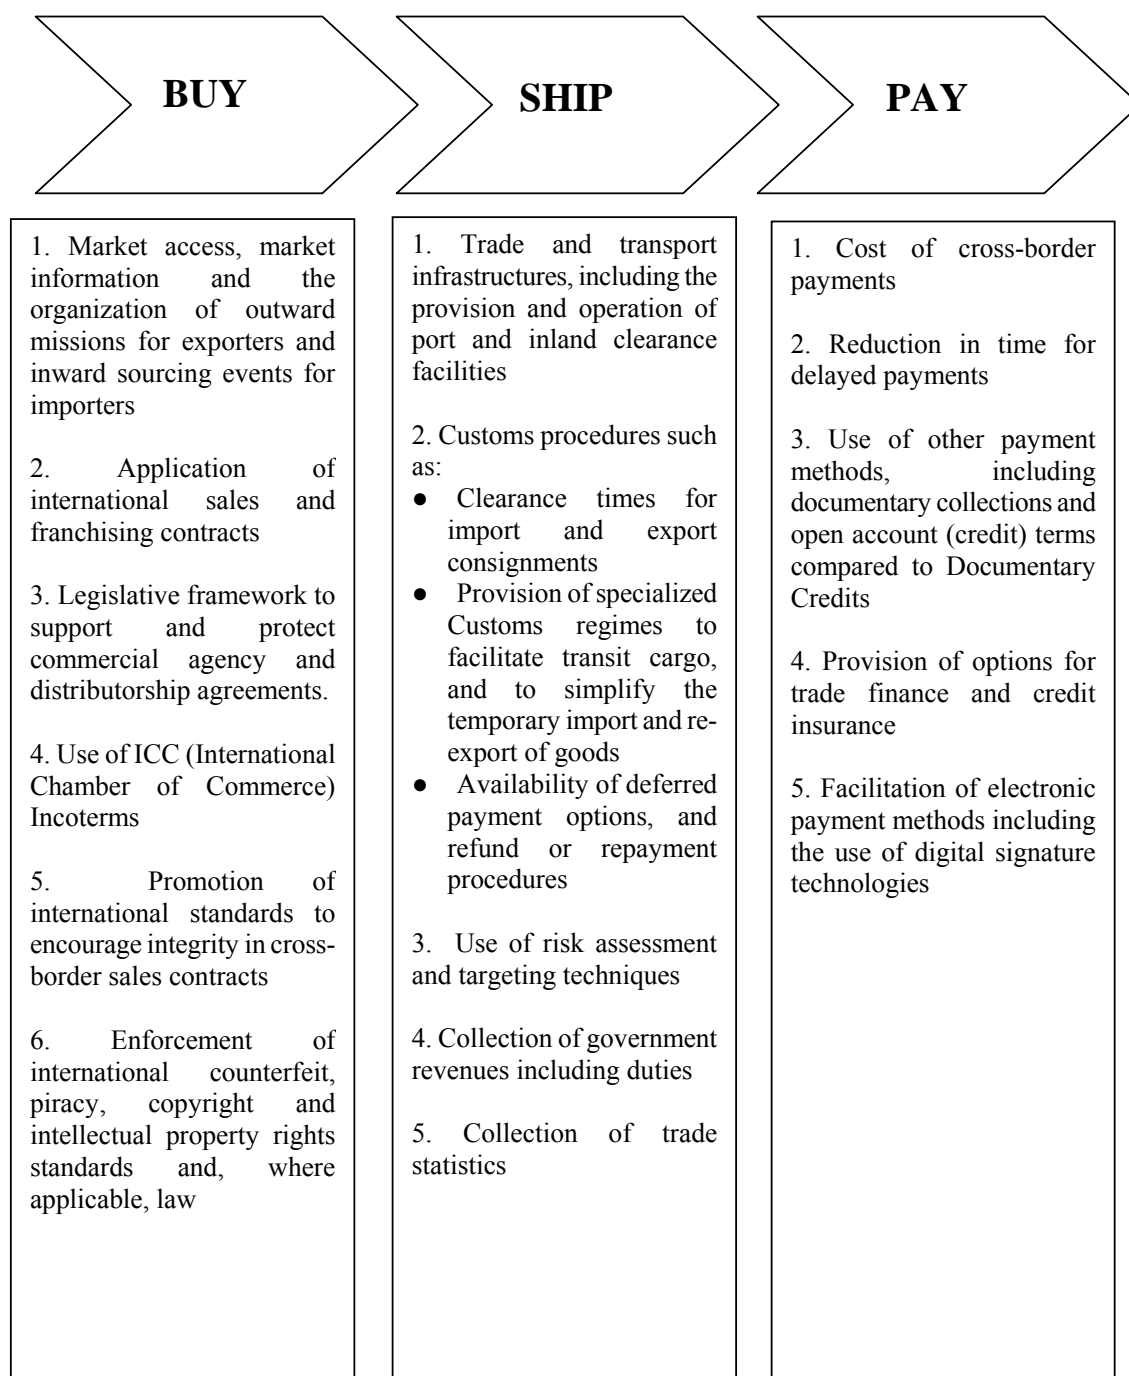 BUY
SHIP
PAY
1. Market access, market
information and the
organization of outward
missions for exporters and
inward sourcing events for
importers
2. Application of
international sales and
franchising contracts
3. Legislative framework to
support and protect
commercial agency and
distributorship agreements.
4. Use of ICC (International
Chamber of Commerce)
Incoterms
5. Promotion of
international standards to
encourage integrity in cross-
border sales contracts
6. Enforcement of
international counterfeit,
piracy, copyright and
intellectual property rights
standards and, where
applicable, law
1. Trade and transport
infrastructures, including the
provision and operation of
port and inland clearance
facilities
2. Customs procedures such
as:
● Clearance times for
import and export
consignments
● Provision of specialized
Customs regimes to
facilitate transit cargo,
and to simplify the
temporary import and re-
export of goods
● Availability of deferred
payment options, and
refund or repayment
procedures
3. Use of risk assessment
and targeting techniques
4. Collection of government
revenues including duties
5. Collection of trade
statistics
1. Cost of cross-border
payments
2. Reduction in time for
delayed payments
3. Use of other payment
methods, including
documentary collections and
open account (credit) terms
compared to Documentary
Credits
4. Provision of options for
trade finance and credit
insurance
5. Facilitation of electronic
payment methods including
the use of digital signature
technologies